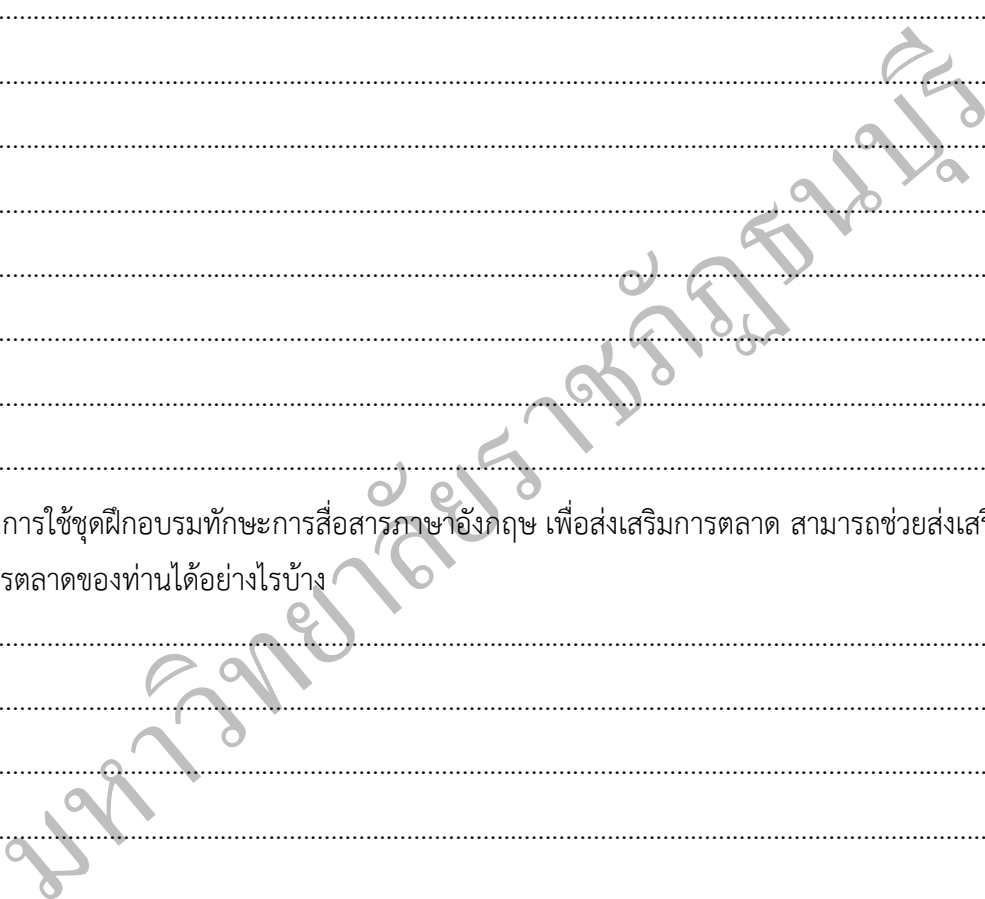 การใช้ชุดฝึกอบรมทักษะการสื่อสารภาษาอังกฤษ เพื่อส่งเสริมการตลาด สามารถช่วยส่งเสริ
รตลาดของท่านได้อย่างไรบ้าง
มหาวิทยาลัยราชภัฏธนบุรี